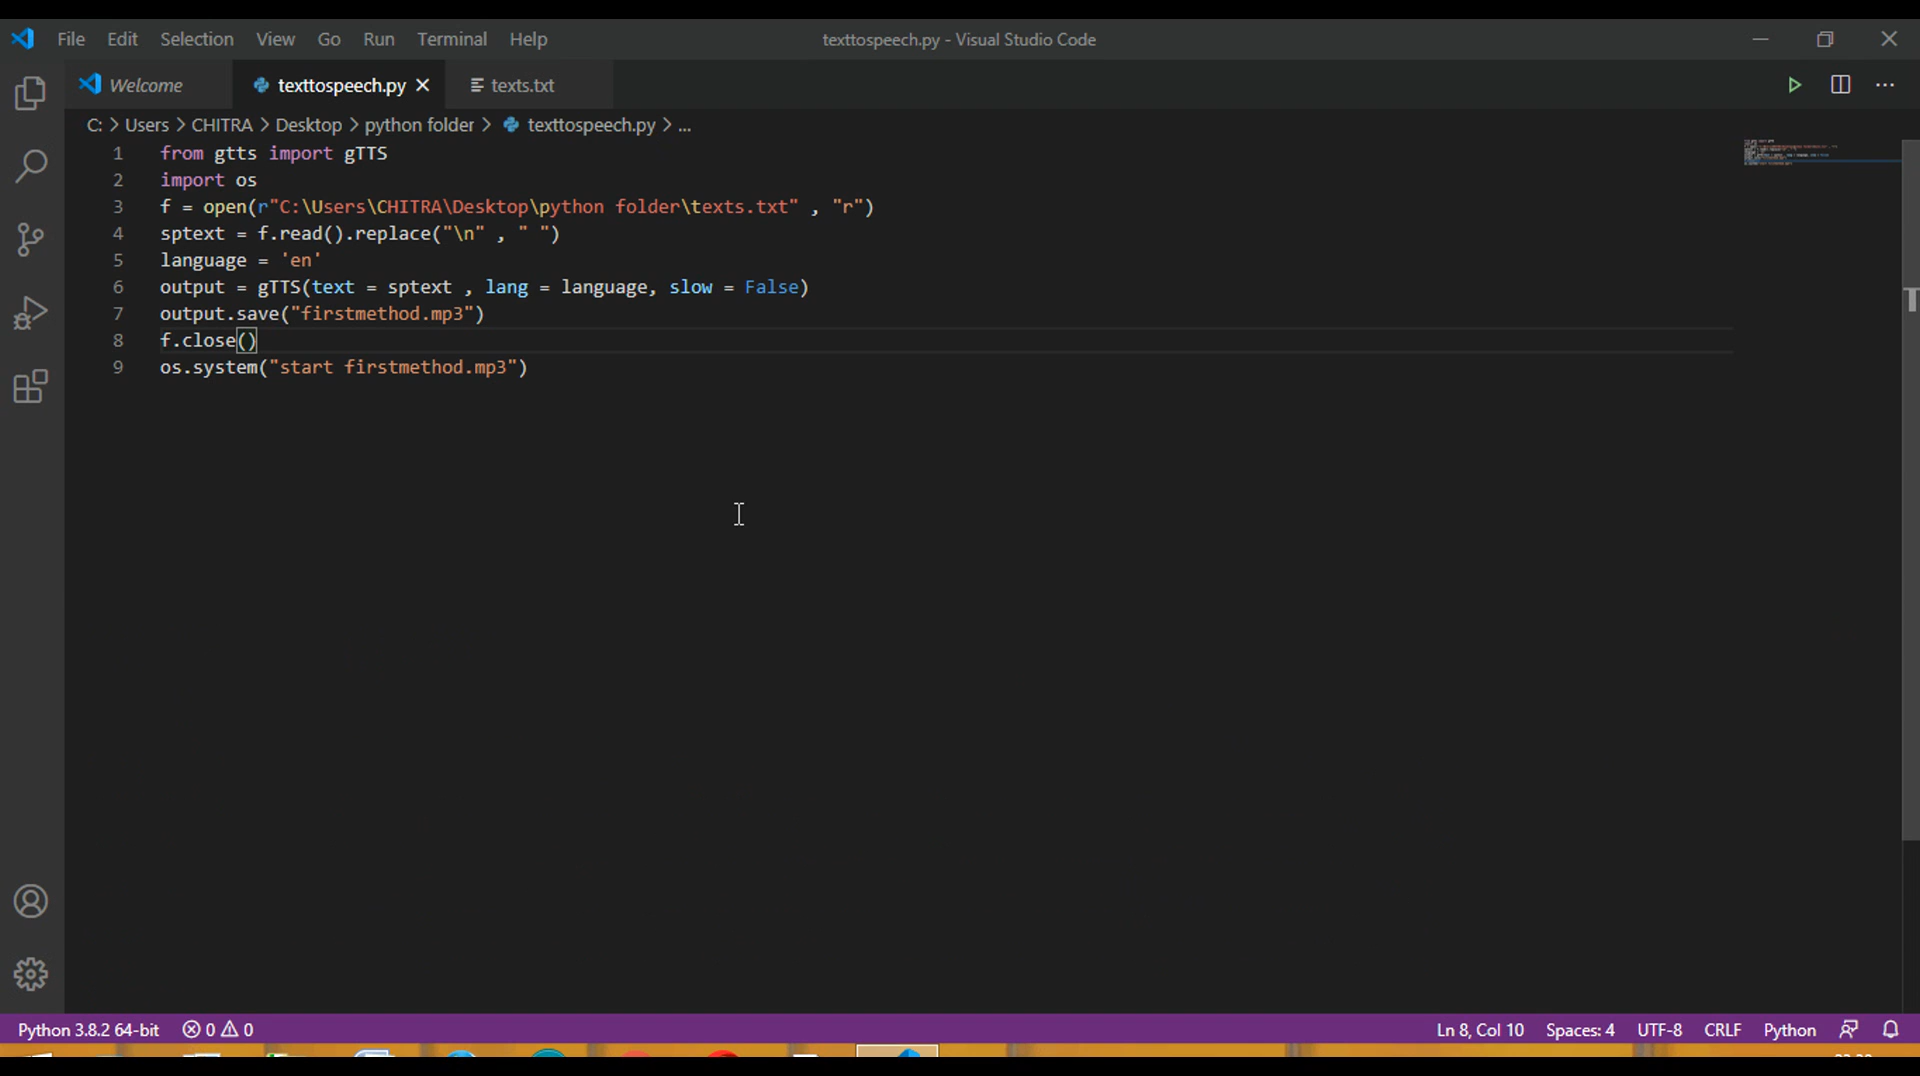 File Edit Selection View Go Run Terminal Help texttospeech.py - Visual Studio Code
Welcome texttospeech.py texts.txt
C: > Users > CHITRA > Desktop > python folder > texttospeech.py > ...
1 from gtts import gTTS
2 import os
3 f = open(r"C:\Users\CHITRA\Desktop\python folder\texts.txt" , "r")
4 sptext = f.read().replace("\n" , " ")
5 language = 'en'
6 output = gTTS(text = sptext , lang = language, slow = False)
7 output.save("firstmethod.mp3")
8 f.close()
9 os.system("start firstmethod.mp3")
Python 3.8.2 64-bit 0 0 Ln 8, Col 10 Spaces: 4 UTF-8 CRLF Python